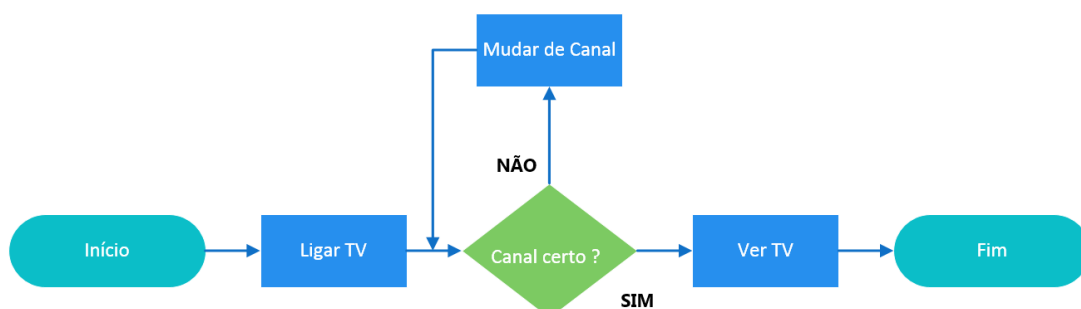 Mudar de Canal
NÃO
Início
Ligar TV
Canal certo ?
Ver TV
Fim
SIM